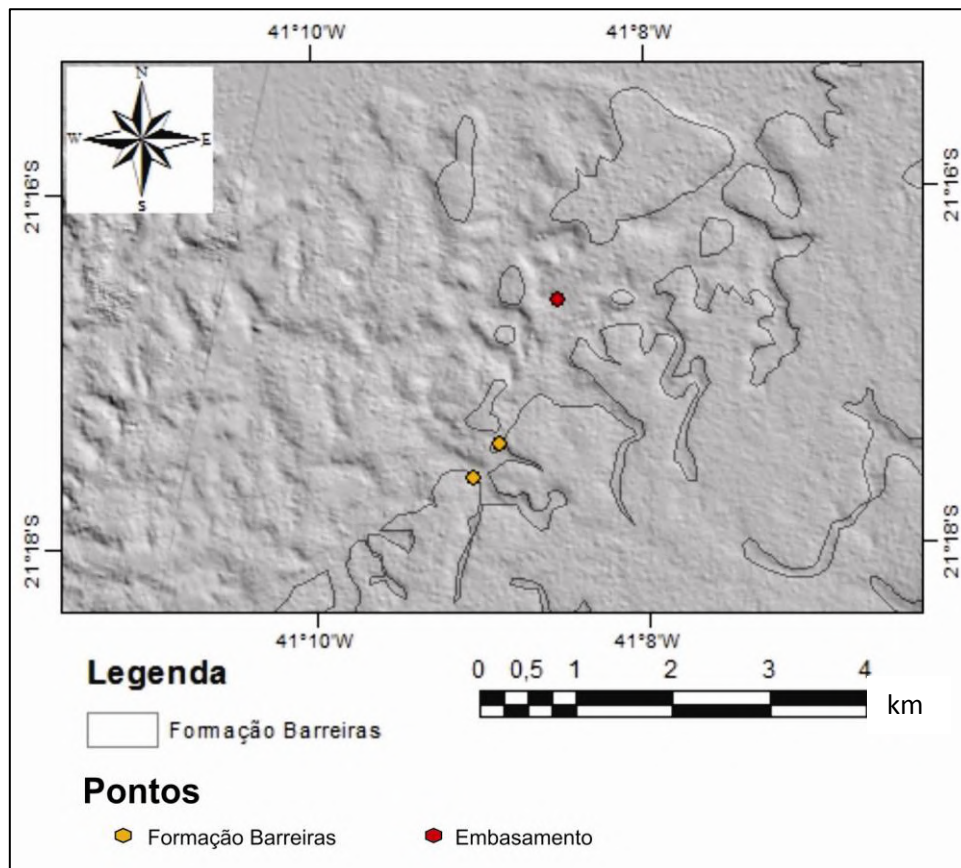 41°10'W 41°8'W
N
W E
S
21°16'S 21°16'S
21°18'S 21°18'S
41°10'W 41°8'W
Legenda
Formação Barreiras
0 0,5 1 2 3 4
km
Pontos
Formação Barreiras Embasamento